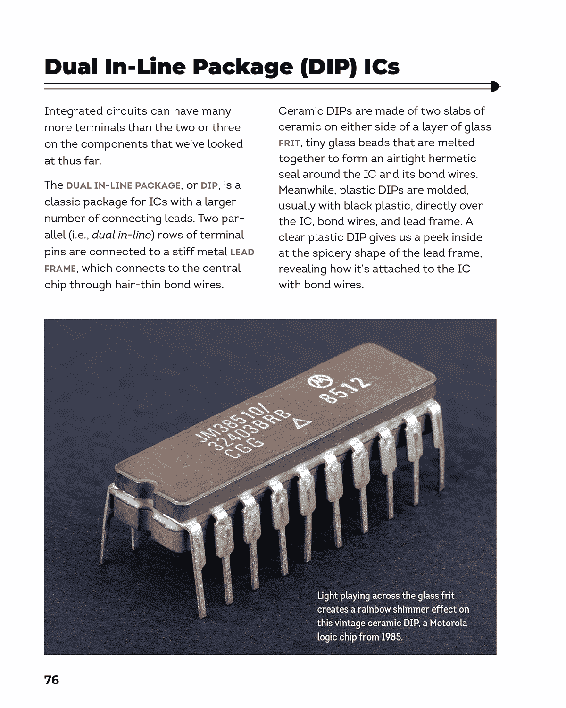 Dual In-Line Package (DIP) ICs
Integrated circuits can have many
more terminals than the two or three
on the components that we've looked
at thus far.
The DUAL IN-LINE PACKAGE, or DIP, is a
classic package for ICs with a larger
number of connecting leads. Two par-
allel (i.e., dual in-line) rows of terminal
pins are connected to a stiff metal LEAD
FRAME, which connects to the central
chip through hair-thin bond wires.
Ceramic DIPs are made of two slabs of
ceramic on either side of a layer of glass
FRIT, tiny glass beads that are melted
together to form an airtight hermetic
seal around the IC and its bond wires.
Meanwhile, plastic DIPs are molded,
usually with black plastic, directly over
the IC, bond wires, and lead frame. A
clear plastic DIP gives us a peek inside
at the spidery shape of the lead frame,
revealing how it's attached to the IC
with bond wires.
8512
JM38510/
32403BRB
CGG
Light playing across the glass frit
creates a rainbow shimmer effect on
this vintage ceramic DIP, a Motorola
logic chip from 1985.
76